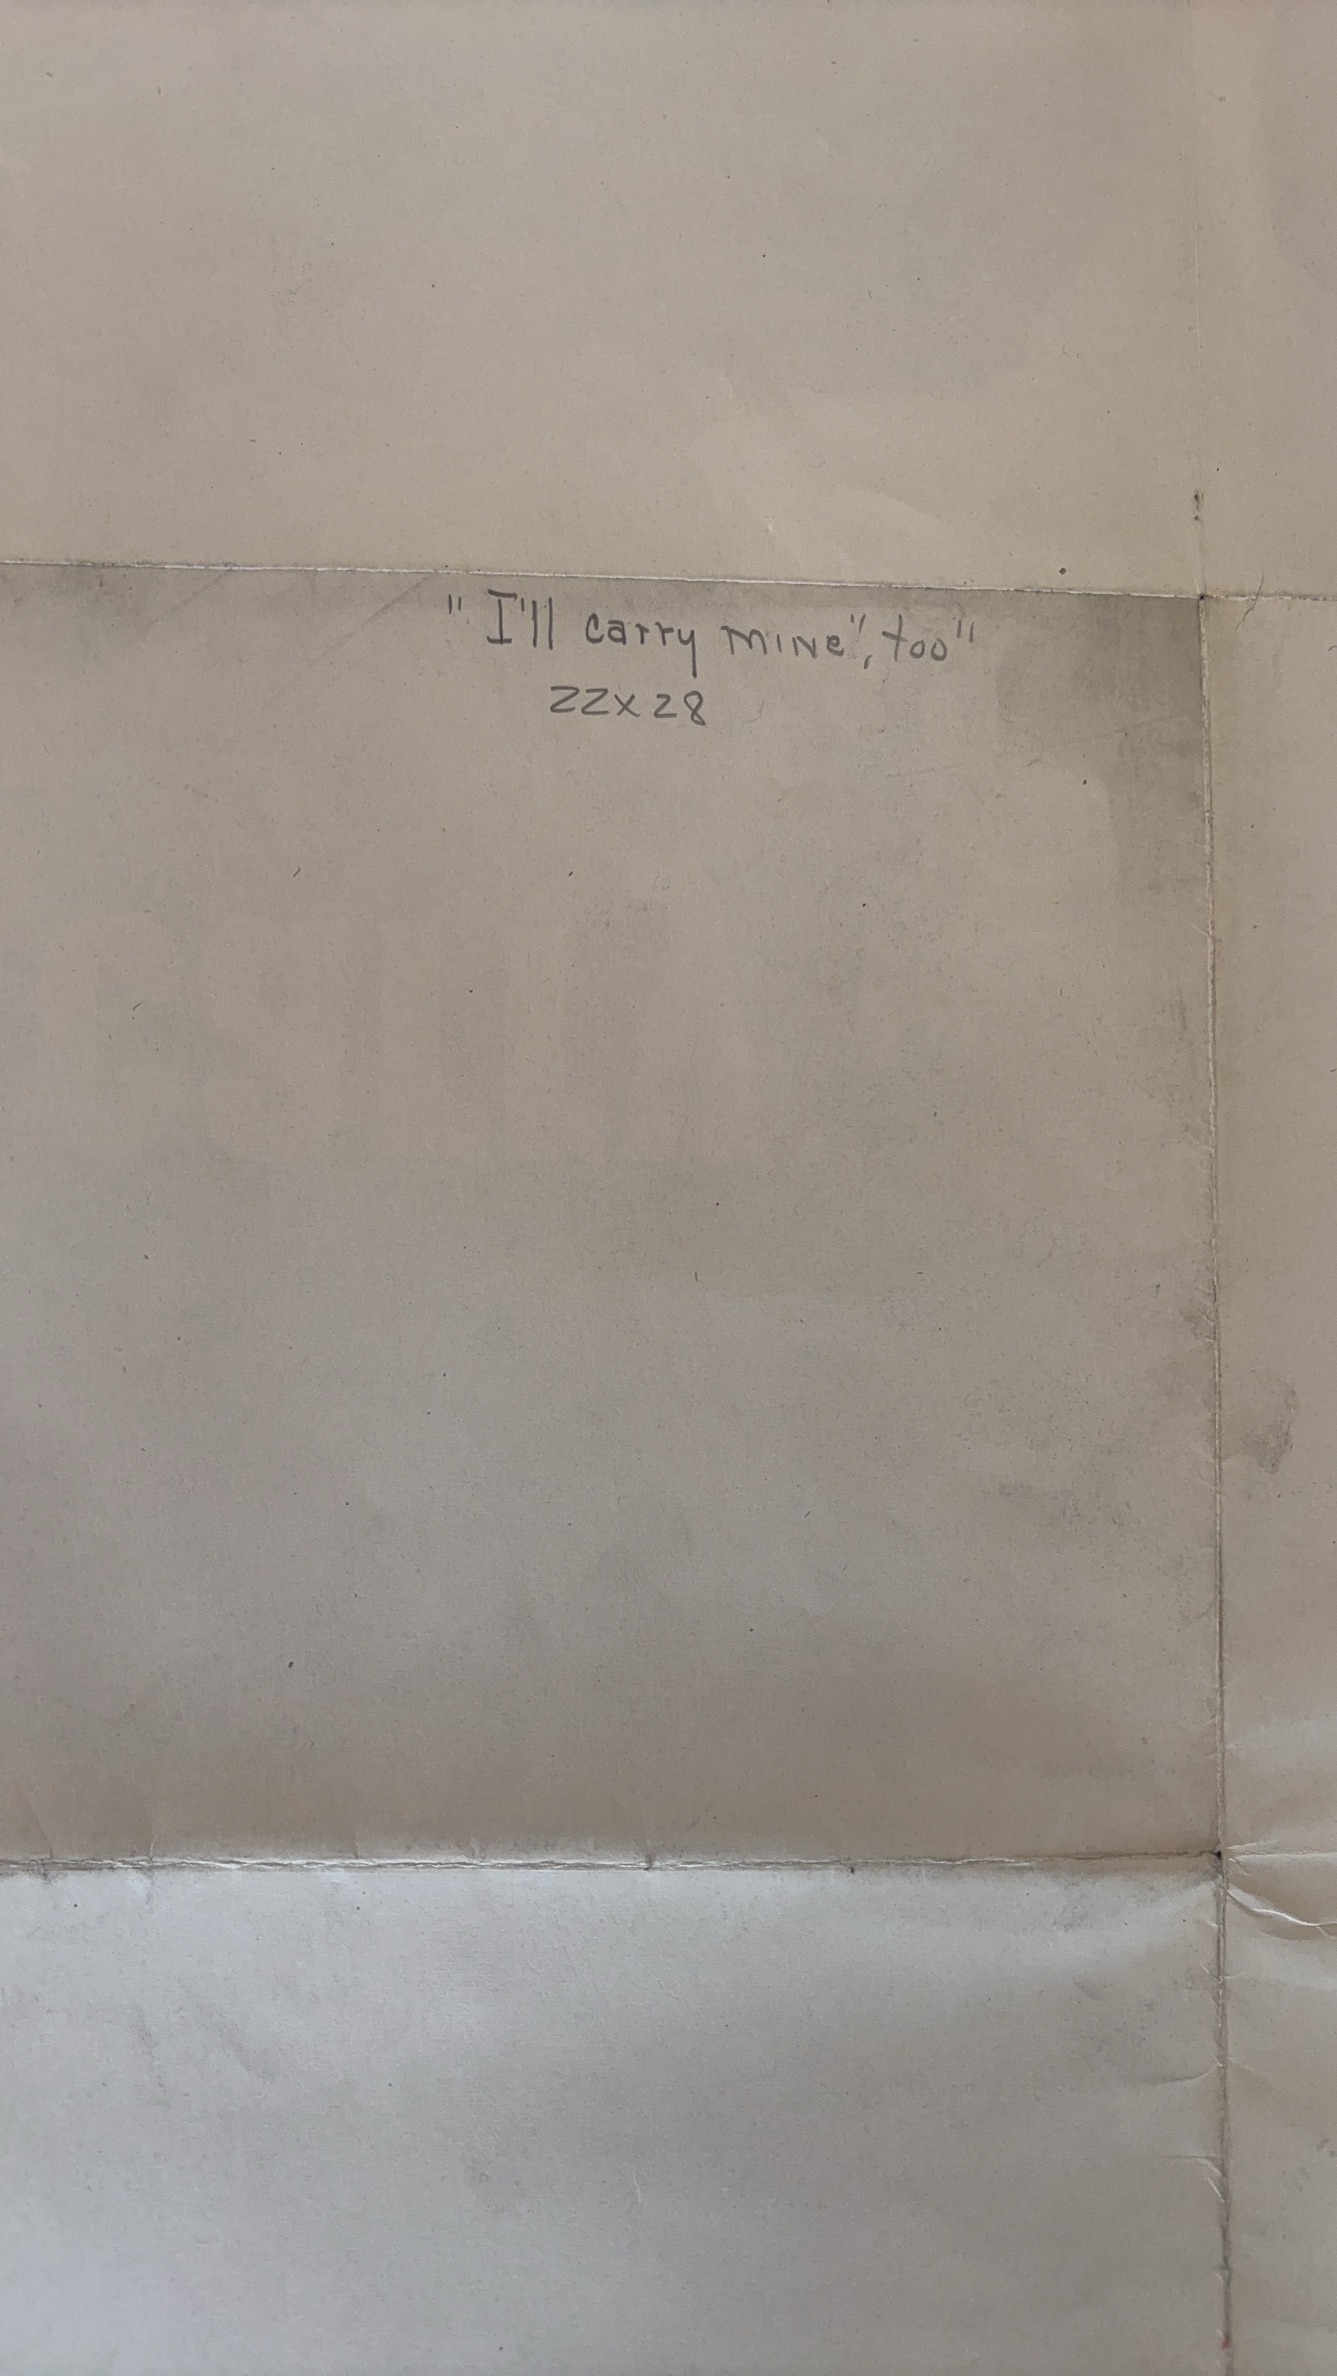 " I'll carry mine", too"
22x28